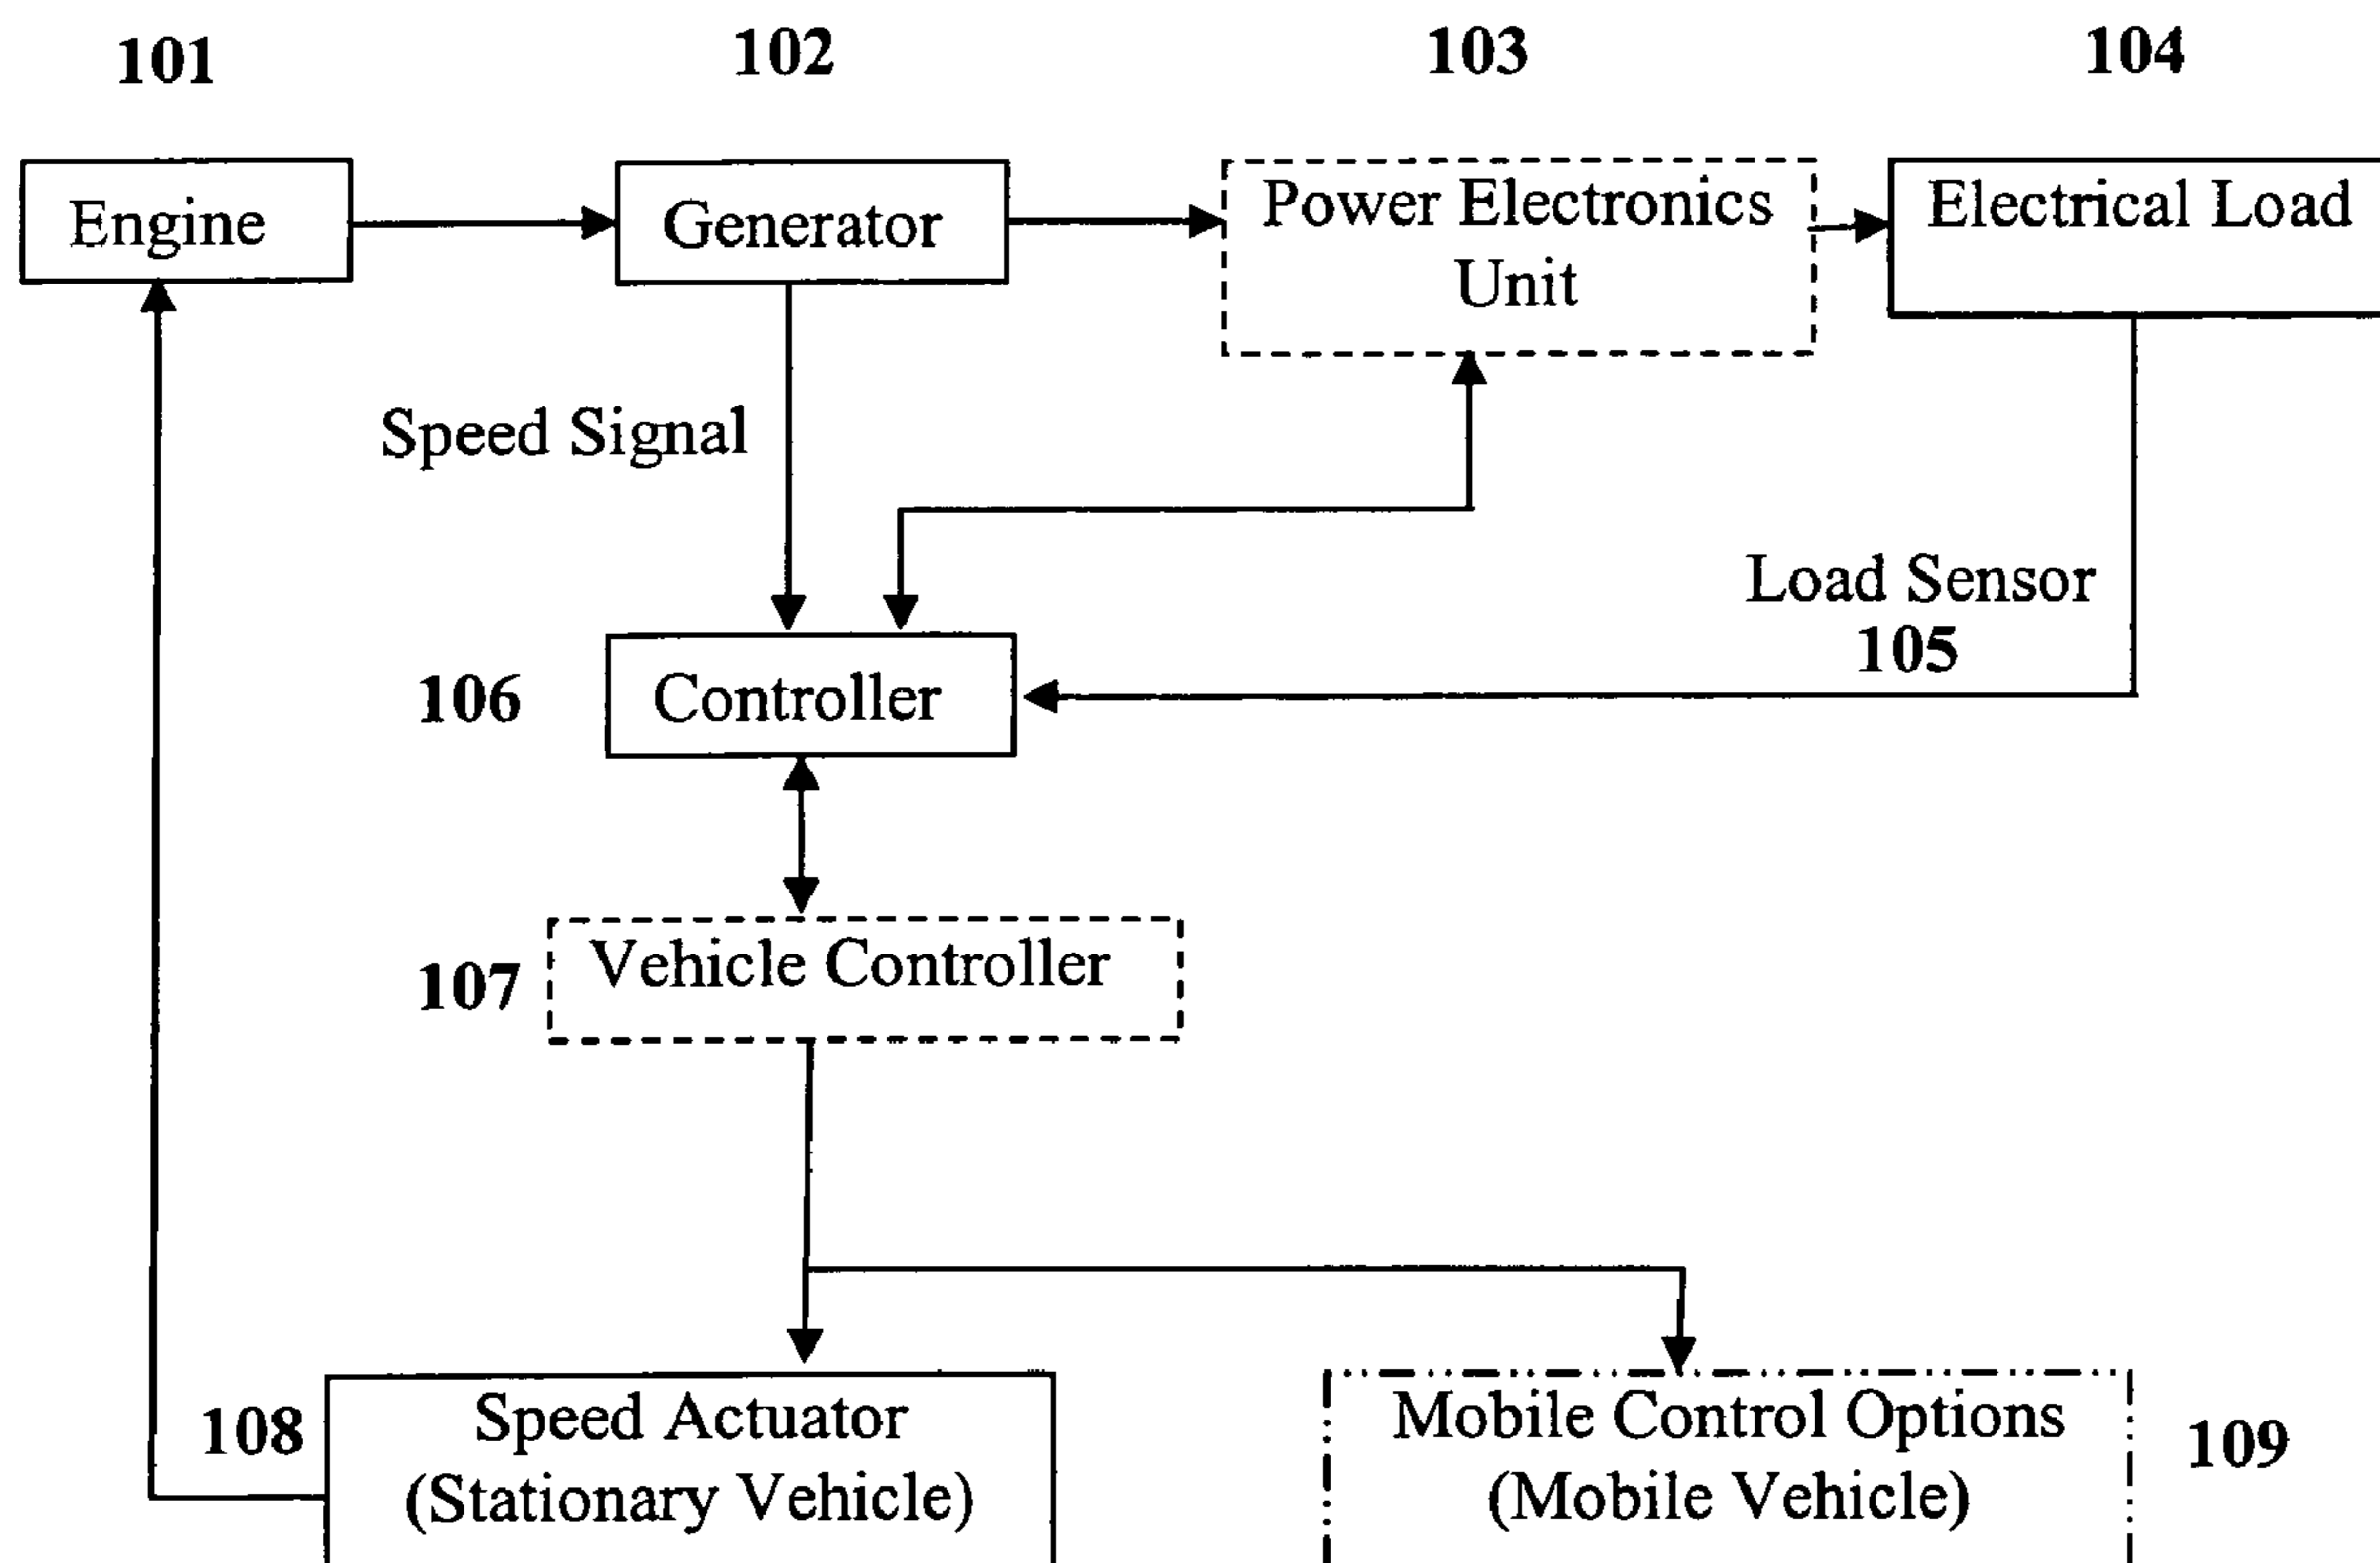 101
102
103
104
Engine
Generator
Power Electronics
Unit
Electrical Load
Speed Signal
Load Sensor
105
106
Controller
107
Vehicle Controller
108
Speed Actuator
(Stationary Vehicle)
Mobile Control Options
(Mobile Vehicle)
109